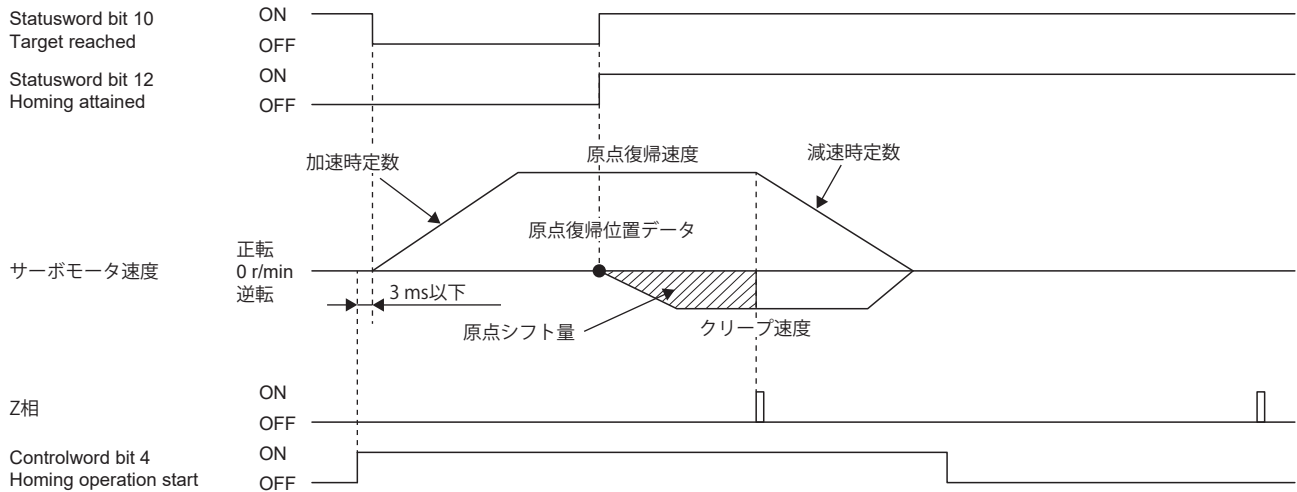 Statusword bit 10
Target reached
ON
OFF
Statusword bit 12
Homing attained
ON
OFF
加速時定数
原点復帰速度
減速時定数
原点復帰位置データ
サーボモータ速度
正転
0 r/min
逆転
3 ms以下
原点シフト量
クリープ速度
Z相
ON
OFF
Controlword bit 4
Homing operation start
ON
OFF